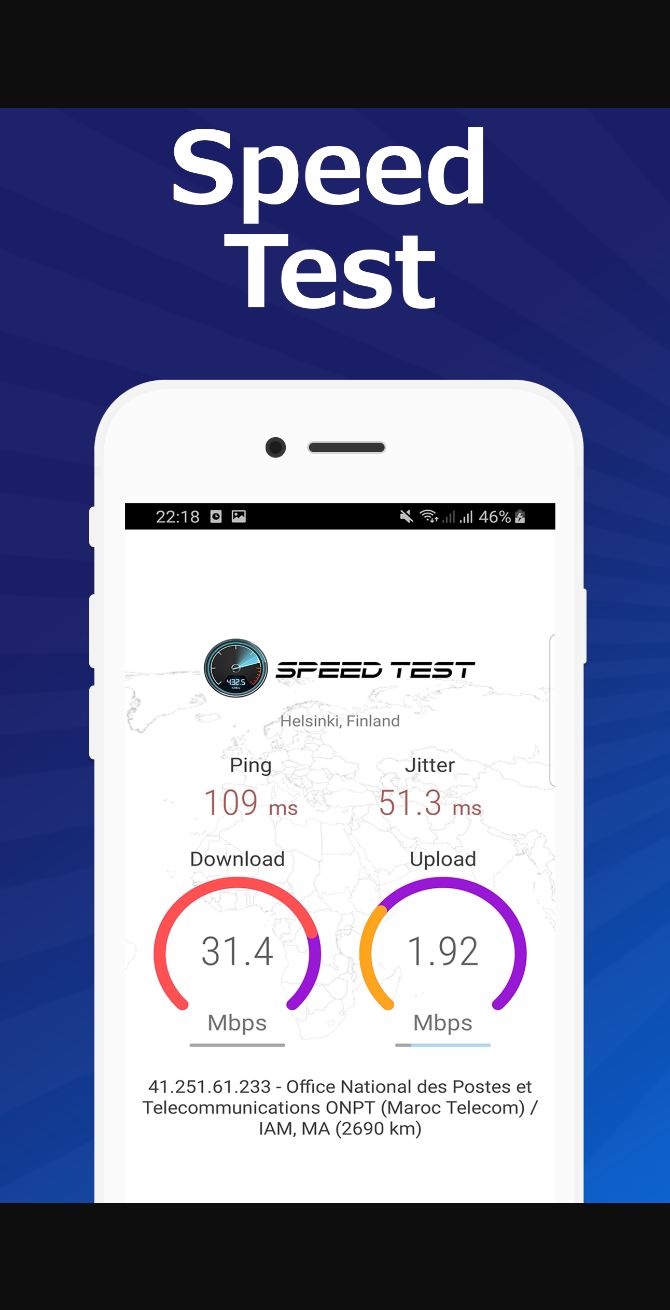 Speed
Test
22:18 46%
432.5
SPEED TEST
Helsinki, Finland
Ping Jitter
109 ms 51.3 ms
Download Upload
31.4 1.92
Mbps Mbps
41.251.61.233 - Office National des Postes et
Telecommunications ONPT (Maroc Telecom) /
IAM, MA (2690 km)